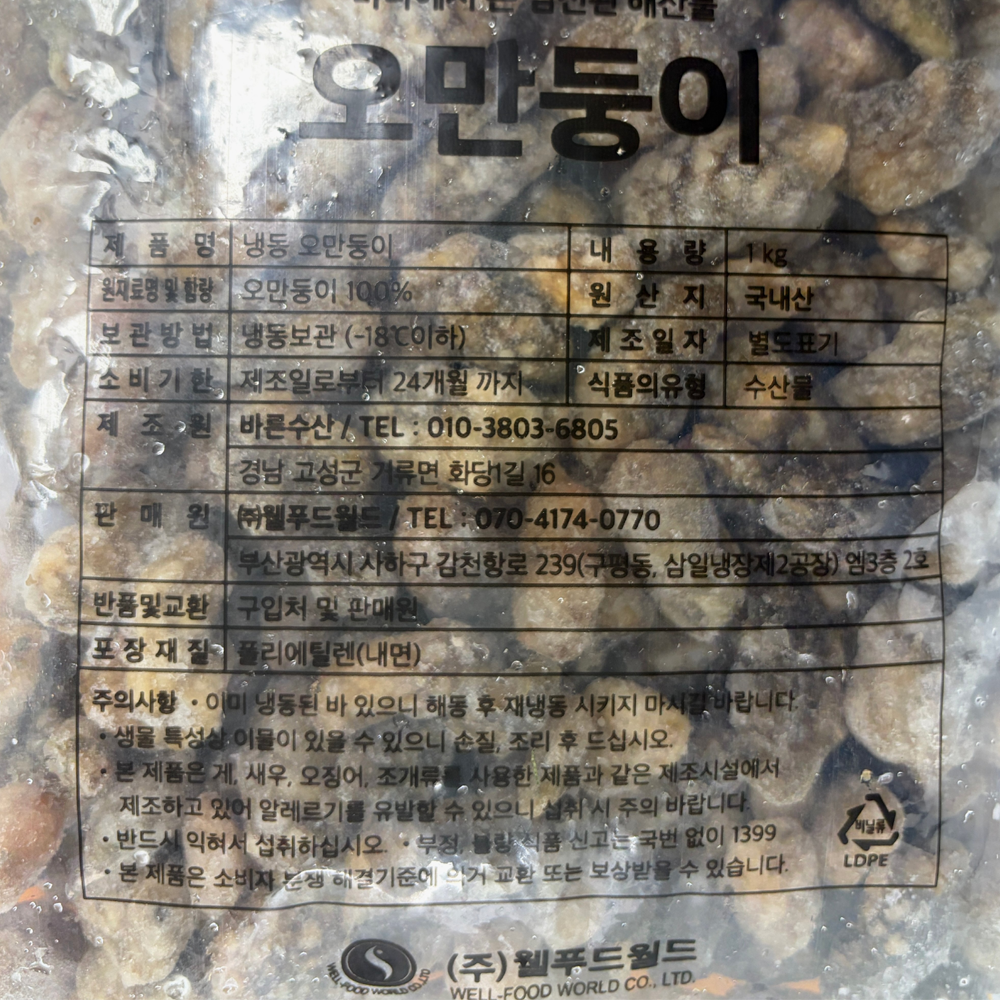 오만둥이
제 품 명 냉동 오만둥이 내 용 량 1 kg
원재료명 및 함량 오만둥이 100% 원 산 지 국내산
보 관 방 법 냉동보관 (-18℃이하) 제 조 일 자 별도표기
소 비 기 한 제조일로부터 24개월 까지 식품의유형 수산물
제 조 원 바른수산 / TEL : 010-3803-6805
경남 고성군 거류면 화당1길 16
판 매 원 ㈜웰푸드월드 / TEL : 070-4174-0770
부산광역시 사하구 감천항로 239(구평동, 삼일냉장제2공장) 엠3층 2호
반품및교환 구입처 및 판매원
포 장 재 질 폴리에틸렌(내면)
주의사항 • 이미 냉동된 바 있으니 해동 후 재냉동 시키지 마시길 바랍니다.
• 생물 특성상 이물이 있을 수 있으니 손질, 조리 후 드십시오.
• 본 제품은 게, 새우, 오징어, 조개류를 사용한 제품과 같은 제조시설에서
제조하고 있어 알레르기를 유발할 수 있으니 섭취 시 주의 바랍니다.
• 반드시 익혀서 섭취하십시오. • 부정, 불량 식품 신고는 국번 없이 1399
• 본 제품은 소비자 분쟁 해결기준에 의거 교환 또는 보상받을 수 있습니다.
비닐류
LDPE
WELL-FOOD WORLD CO.,LTD
(주)웰푸드월드
WELL-FOOD WORLD CO., LTD.